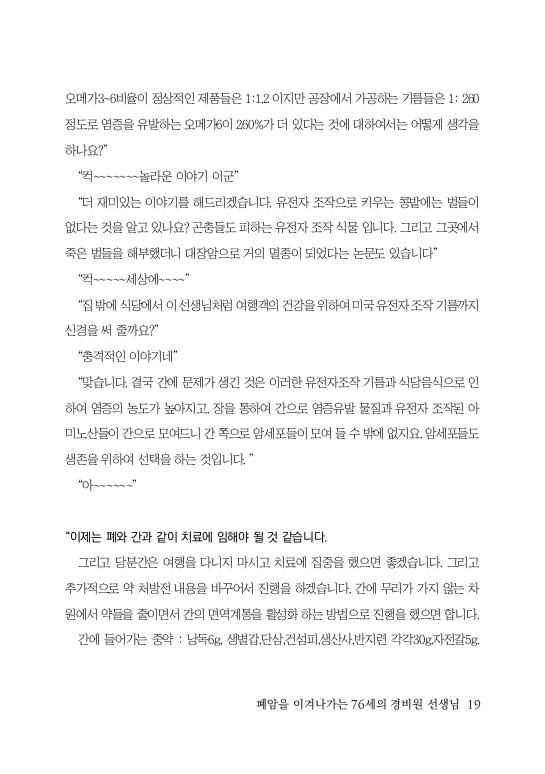 오메가3~6비율이 정상적인 제품들은 1:1,2 이지만 공장에서 가공하는 기름들은 1: 260
정도로 염증을 유발하는 오메가6이 260%가 더 있다는 것에 대하여서는 어떻게 생각을
하나요?”
“컥~~~~~~~놀라운 이야기 이군”
“더 재미있는 이야기를 해드리겠습니다. 유전자 조작으로 키우는 콩밭에는 벌들이
없다는 것을 알고 있나요? 곤충들도 피하는 유전자 조작 식물 입니다. 그리고 그곳에서
죽은 벌들을 해부했더니 대장암으로 거의 멸종이 되었다는 논문도 있습니다”
“컥~~~~~세상에~~~~”
“집 밖에 식당에서 이 선생님처럼 여행객의 건강을 위하여 미국 유전자 조작 기름까지
신경을 써 줄까요?”
“충격적인 이야기네”
“맞습니다. 결국 간에 문제가 생긴 것은 이러한 유전자조작 기름과 식당음식으로 인
하여 염증의 농도가 높아지고. 장을 통하여 간으로 염증유발 물질과 유전자 조작된 아
미노산들이 간으로 모여드니 간 쪽으로 암세포들이 모여 들 수 밖에 없지요. 암세포들도
생존을 위하여 선택을 하는 것입니다. ”
“아~~~~~~”
“이제는 폐와 간과 같이 치료에 임해야 될 것 같습니다.
그리고 당분간은 여행을 다니지 마시고 치료에 집중을 했으면 좋겠습니다. 그리고
추가적으로 약 처방전 내용을 바꾸어서 진행을 하겠습니다. 간에 무리가 가지 않는 차
원에서 약들을 줄이면서 간의 면역계통을 활성화 하는 방법으로 진행을 했으면 합니다.
간에 들어가는 중약 : 낭독6g, 생별갑,단삼,건섬피,생산사,반지련 각각30g.자전갈5g.
폐암을 이겨나가는 76세의 경비원 선생님 19